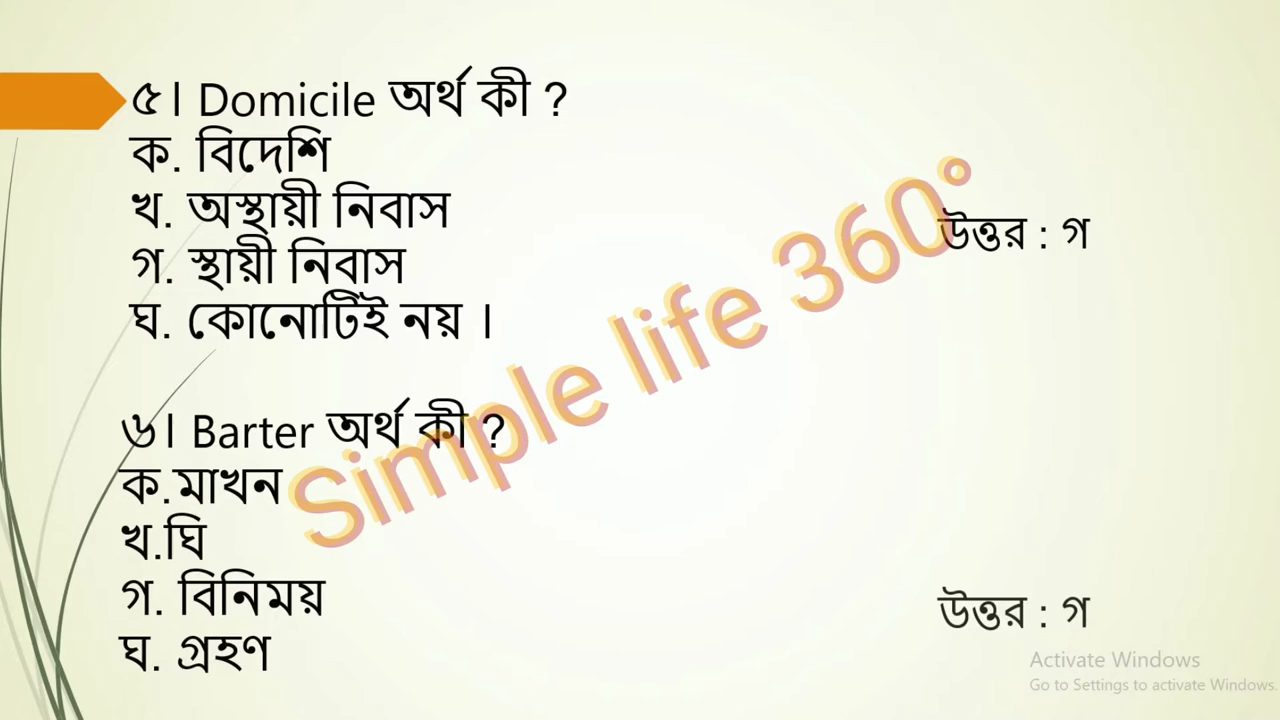 ৫। Domicile অর্থ কী ?
ক. বিদেশি
খ. অস্থায়ী নিবাস
গ. স্থায়ী নিবাস
ঘ. কোনোটিই নয় ।
উত্তর : গ
৬। Barter অর্থ কী ?
ক.মাখন
খ.ঘি
গ. বিনিময়
ঘ. গ্রহণ
উত্তর : গ
Simple life 360°
Activate Windows
Go to Settings to activate Windows.